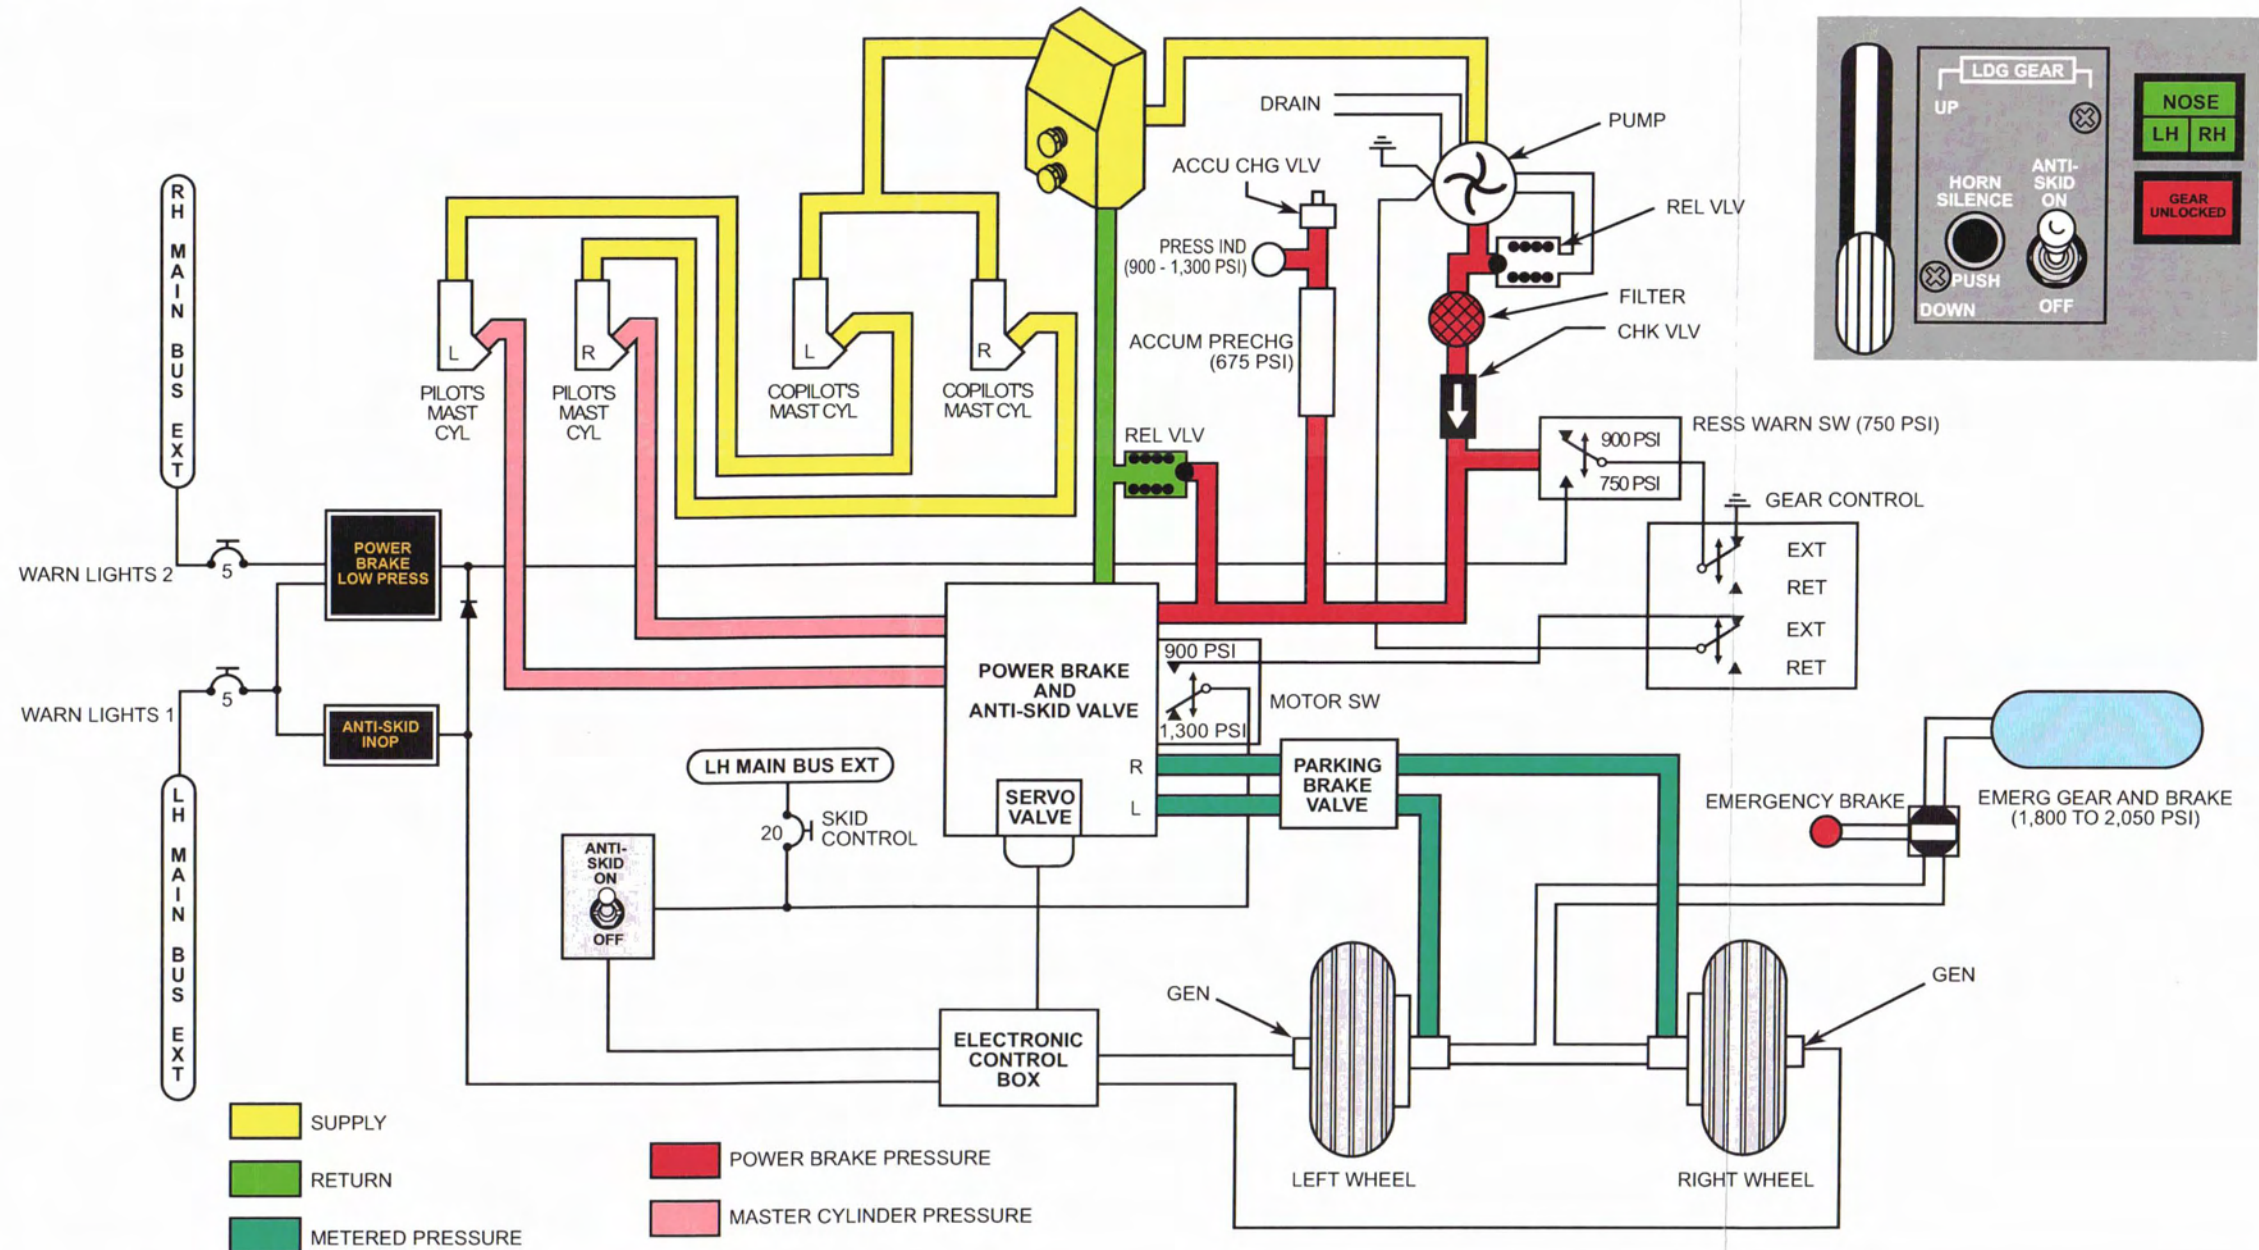 DRAIN
PUMP
ACCU CHG VLV
REL VLV
PRESS IND
(900 - 1,300 PSI)
FILTER
CHK VLV
ACCUM PRECHG
(675 PSI)
LDG GEAR
UP
HORN
SILENCE
PUSH
DOWN
ANTI-
SKID
ON
OFF
NOSE
LH RH
GEAR
UNLOCKED
RH MAIN BUS EXT
L
R
L
R
PILOT'S
MAST
CYL
PILOT'S
MAST
CYL
COPILOT'S
MAST CYL
COPILOT'S
MAST CYL
REL VLV
900 PSI
750 PSI
RESS WARN SW (750 PSI)
GEAR CONTROL
EXT
RET
EXT
RET
WARN LIGHTS 2
5
POWER
BRAKE
LOW PRESS
WARN LIGHTS 1
5
ANTI-SKID
INOP
LH MAIN BUS EXT
POWER BRAKE
AND
ANTI-SKID VALVE
900 PSI
1,300 PSI
MOTOR SW
R
L
SERVO
VALVE
PARKING
BRAKE
VALVE
LH MAIN BUS EXT
20
SKID
CONTROL
ANTI-
SKID
ON
OFF
EMERGENCY BRAKE
EMERG GEAR AND BRAKE
(1,800 TO 2,050 PSI)
GEN
GEN
ELECTRONIC
CONTROL
BOX
LEFT WHEEL
RIGHT WHEEL
SUPPLY
RETURN
METERED PRESSURE
POWER BRAKE PRESSURE
MASTER CYLINDER PRESSURE